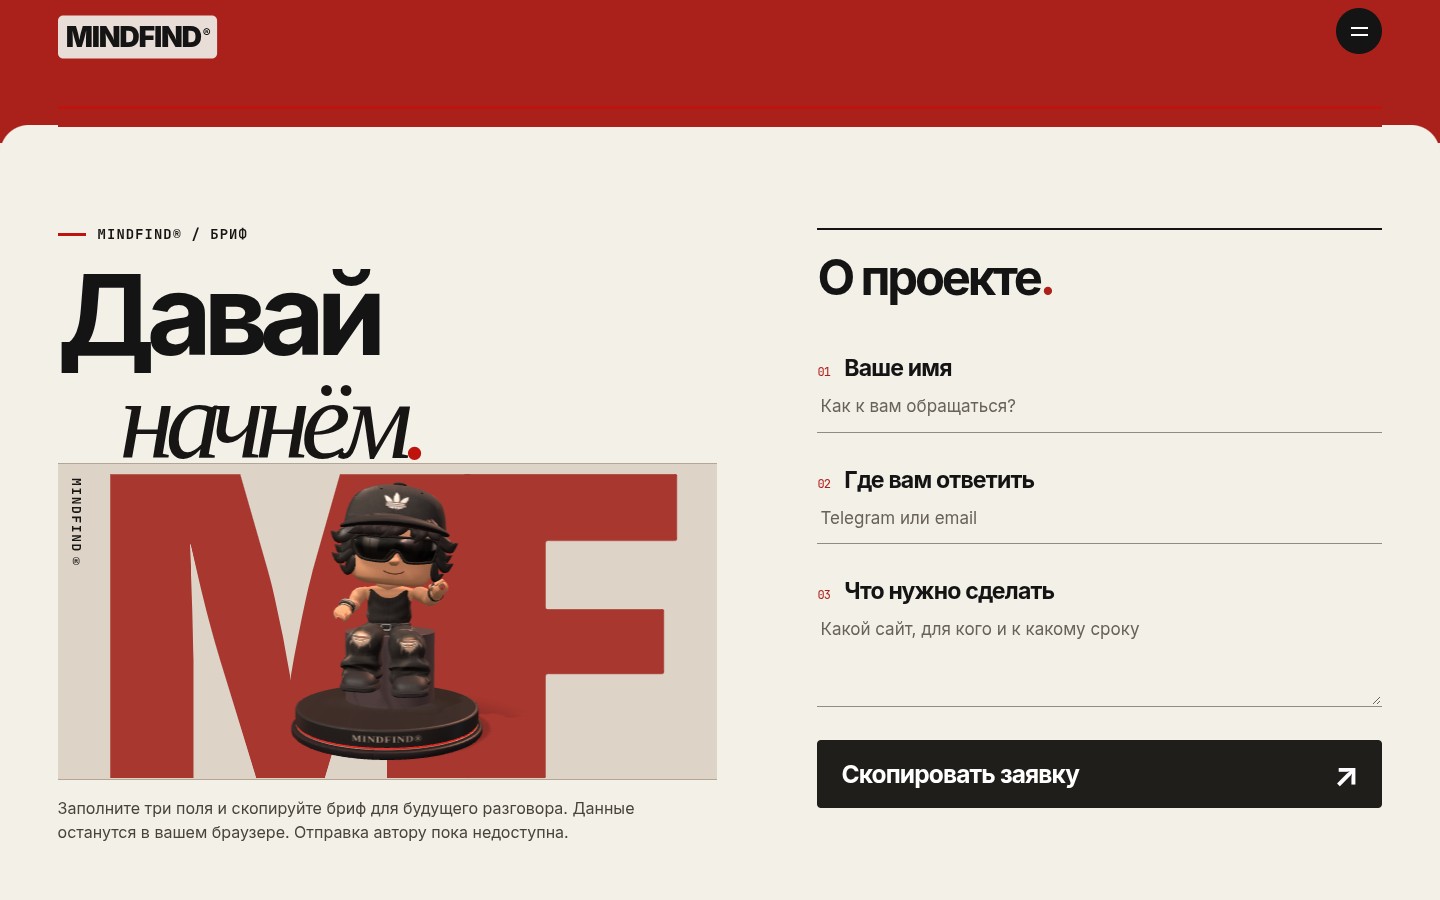 MINDFIND®
MINDFIND® / БРИФ
Давай
начнём.
MINDFIND®
MF
MINDFIND®
Заполните три поля и скопируйте бриф для будущего разговора. Данные
останутся в вашем браузере. Отправка автору пока недоступна.
О проекте.
01 Ваше имя
Как к вам обращаться?
02 Где вам ответить
Telegram или email
03 Что нужно сделать
Какой сайт, для кого и к какому сроку
Скопировать заявку